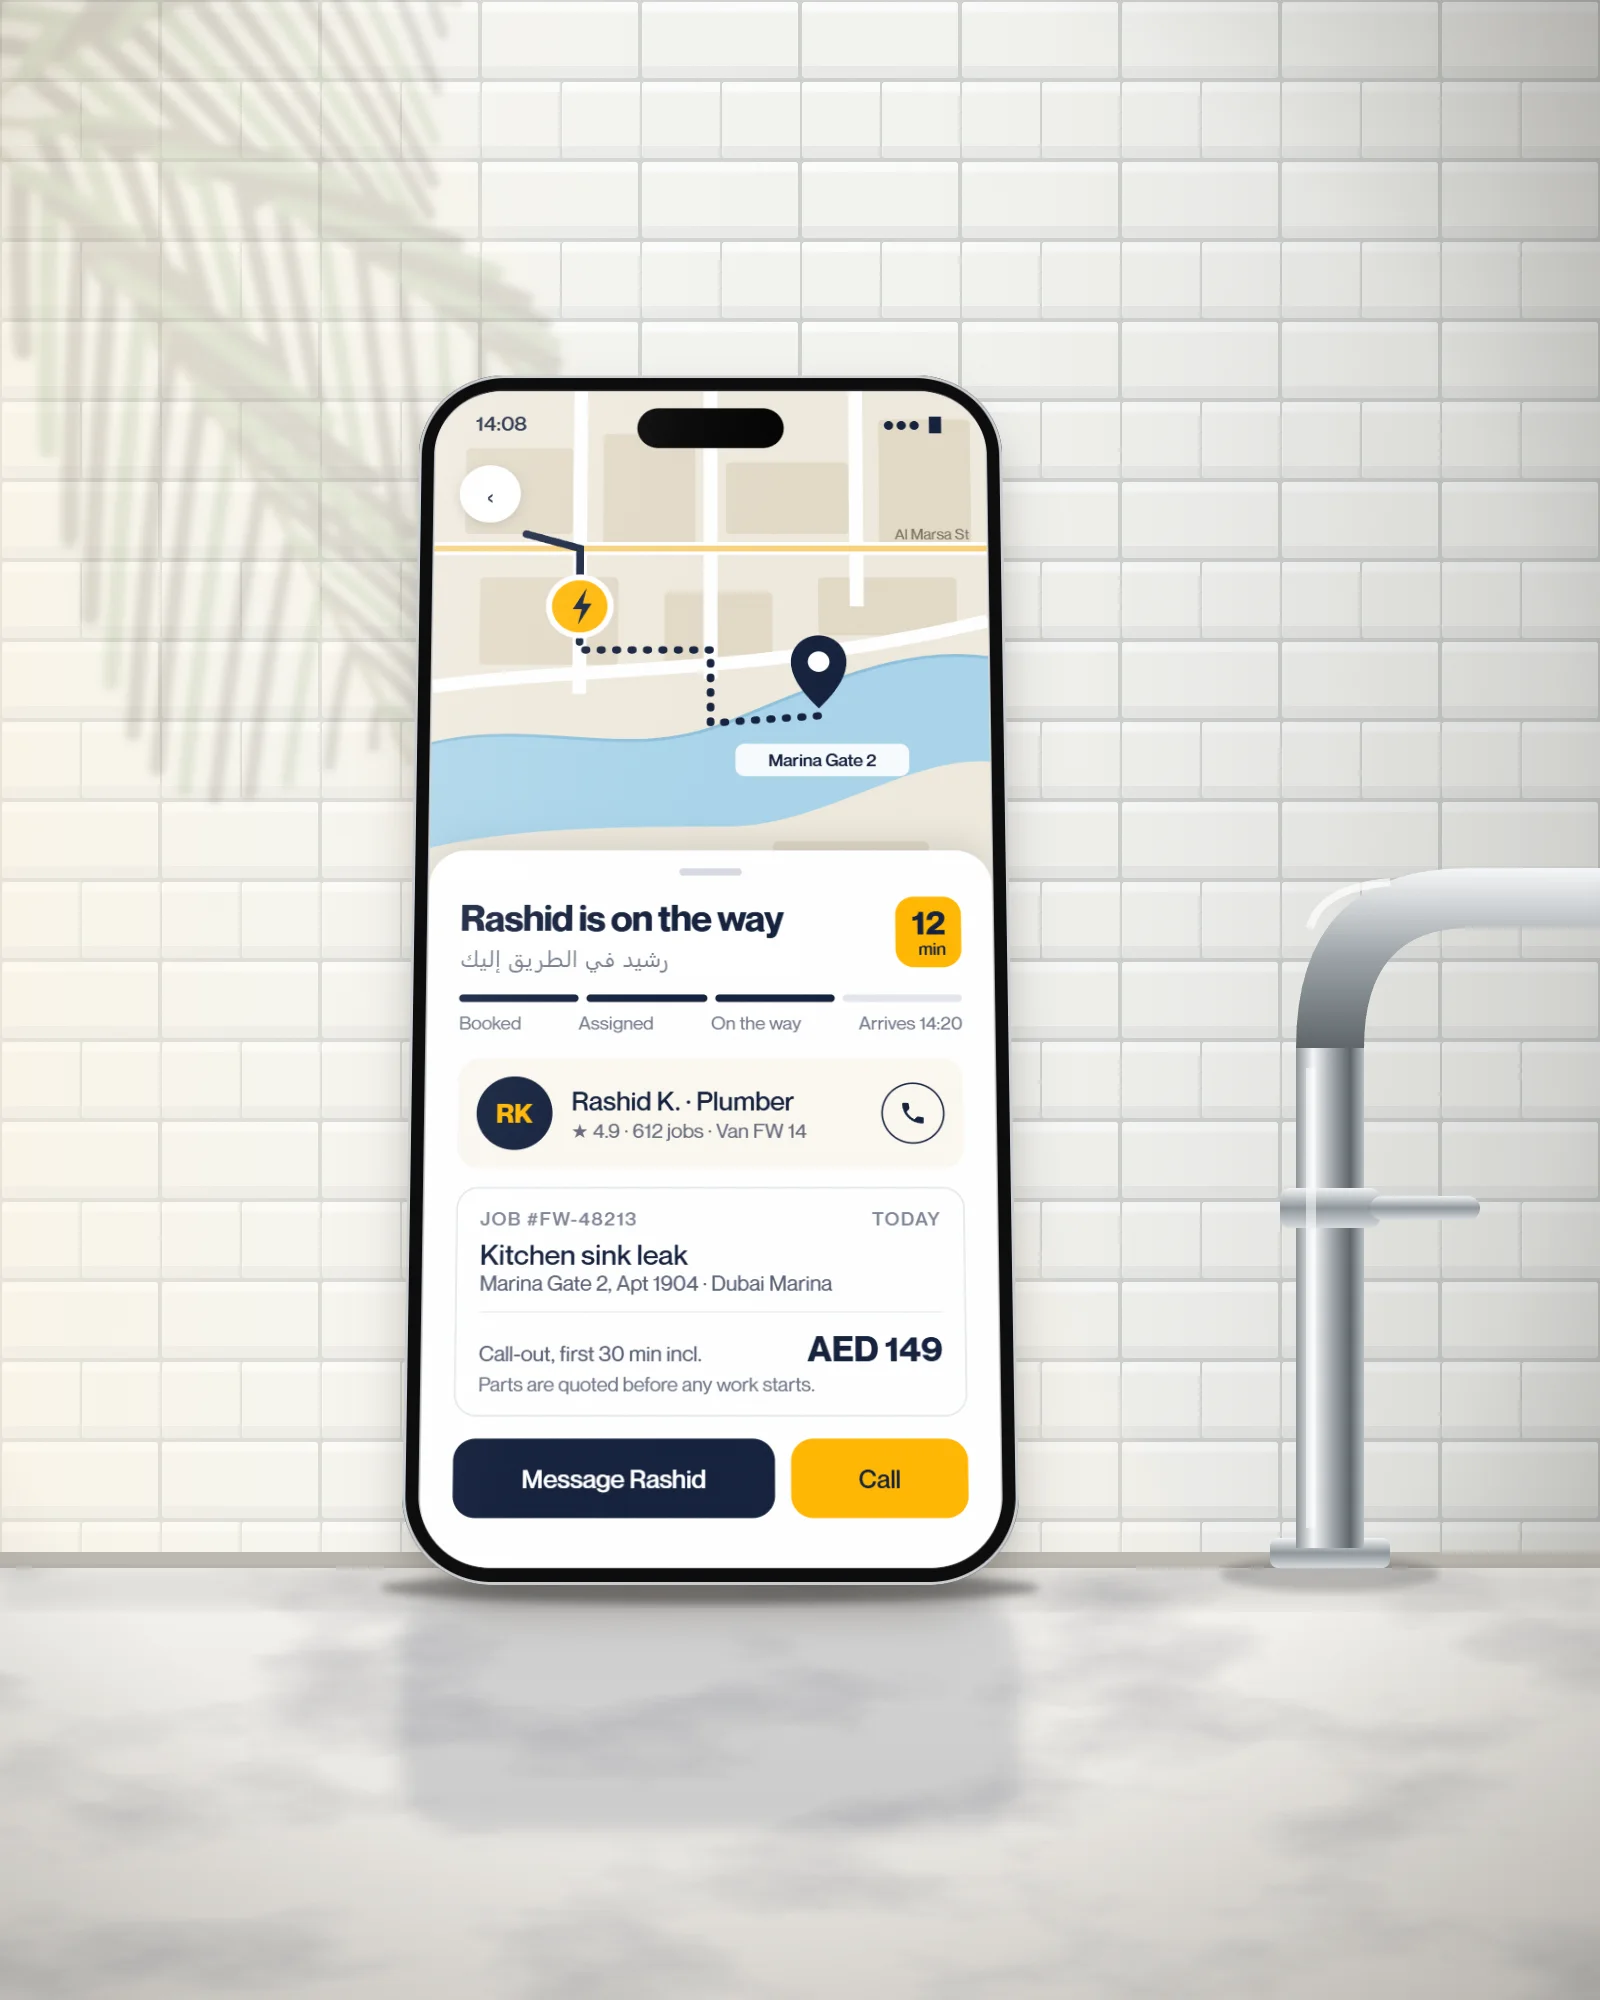 14:08
‹
Al Marsa St
Marina Gate 2
Rashid is on the way
12
min
رشيد في الطريق إليك
Booked
Assigned
On the way
Arrives 14:20
RK
Rashid K. · Plumber
★ 4.9 · 612 jobs · Van FW 14
JOB #FW-48213
TODAY
Kitchen sink leak
Marina Gate 2, Apt 1904 · Dubai Marina
Call-out, first 30 min incl.
AED 149
Parts are quoted before any work starts.
Message Rashid
Call